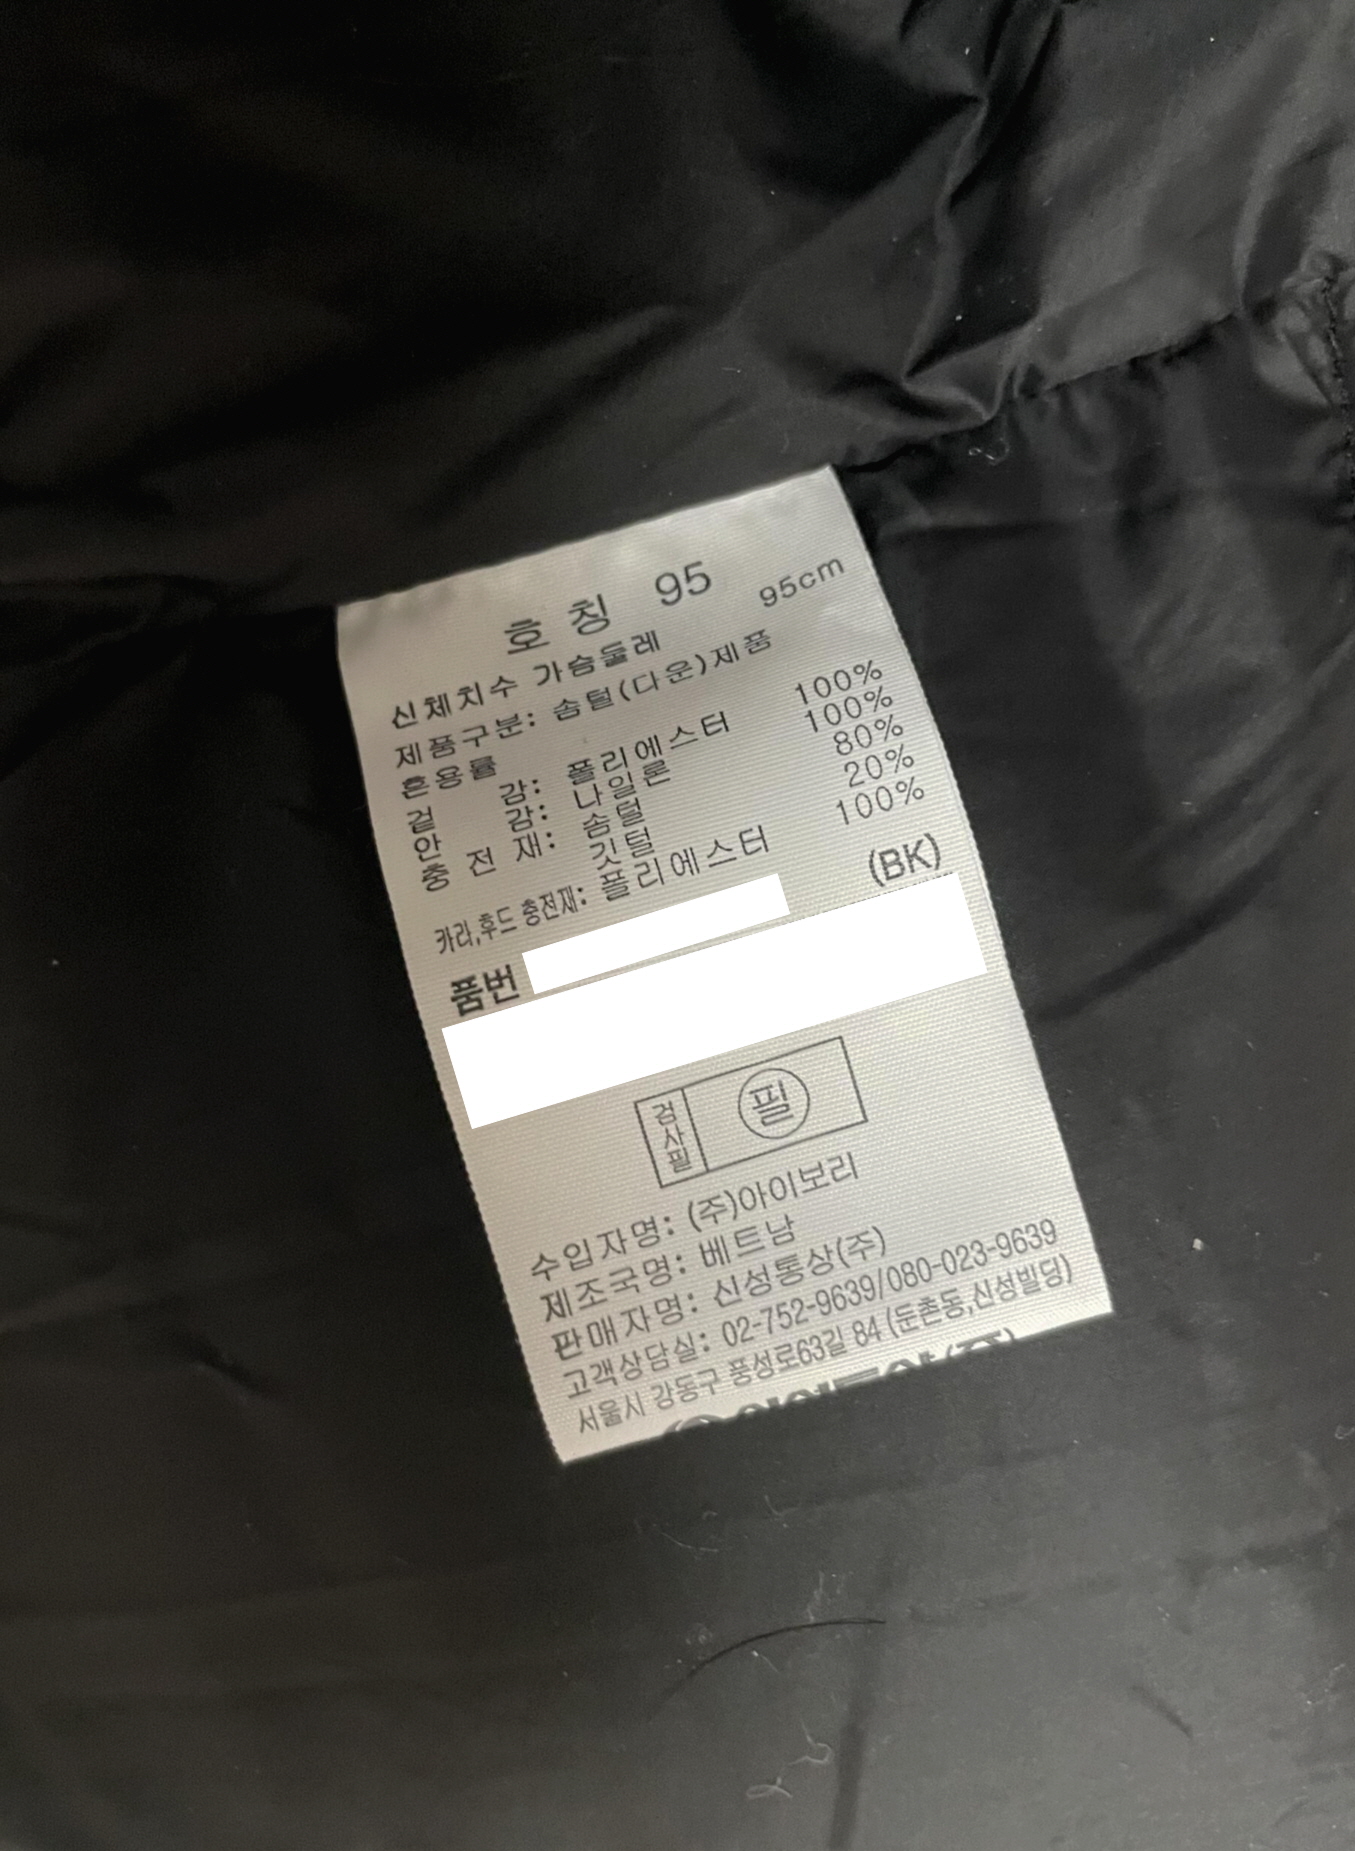 호 칭 95
신체치수 가슴둘레 95cm
제품구분: 솜털(다운)제품
혼용률
겉 감: 폴리에스터 100%
안 감: 나일론 100%
충 전 재: 솜털 80%
깃털 20%
카라,후드 충전재: 폴리에스터 100%
품번 (BK)
검사필 필
수입자명: (주)아이보리
제조국명: 베트남
판매자명: 신성통상(주)
고객상담실: 02-752-9639/080-023-9639
서울시 강동구 풍성로63길 84 (둔촌동,신성빌딩)